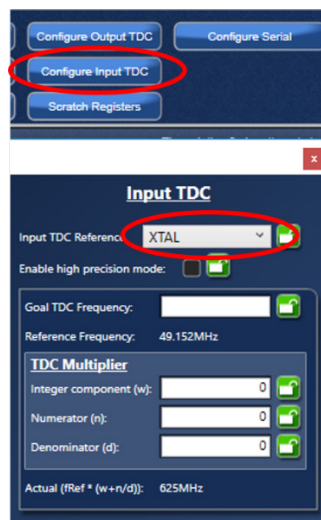 Configure Output TDC
Configure Serial
Configure Input TDC
Scratch Registers
x
Input TDC
Input TDC Reference: XTAL
Enable high precision mode:
Goal TDC Frequency:
Reference Frequency: 49.152MHz
TDC Multiplier
Integer component (w): 0
Numerator (n): 0
Denominator (d): 0
Actual (fRef * (w+n/d)): 625MHz